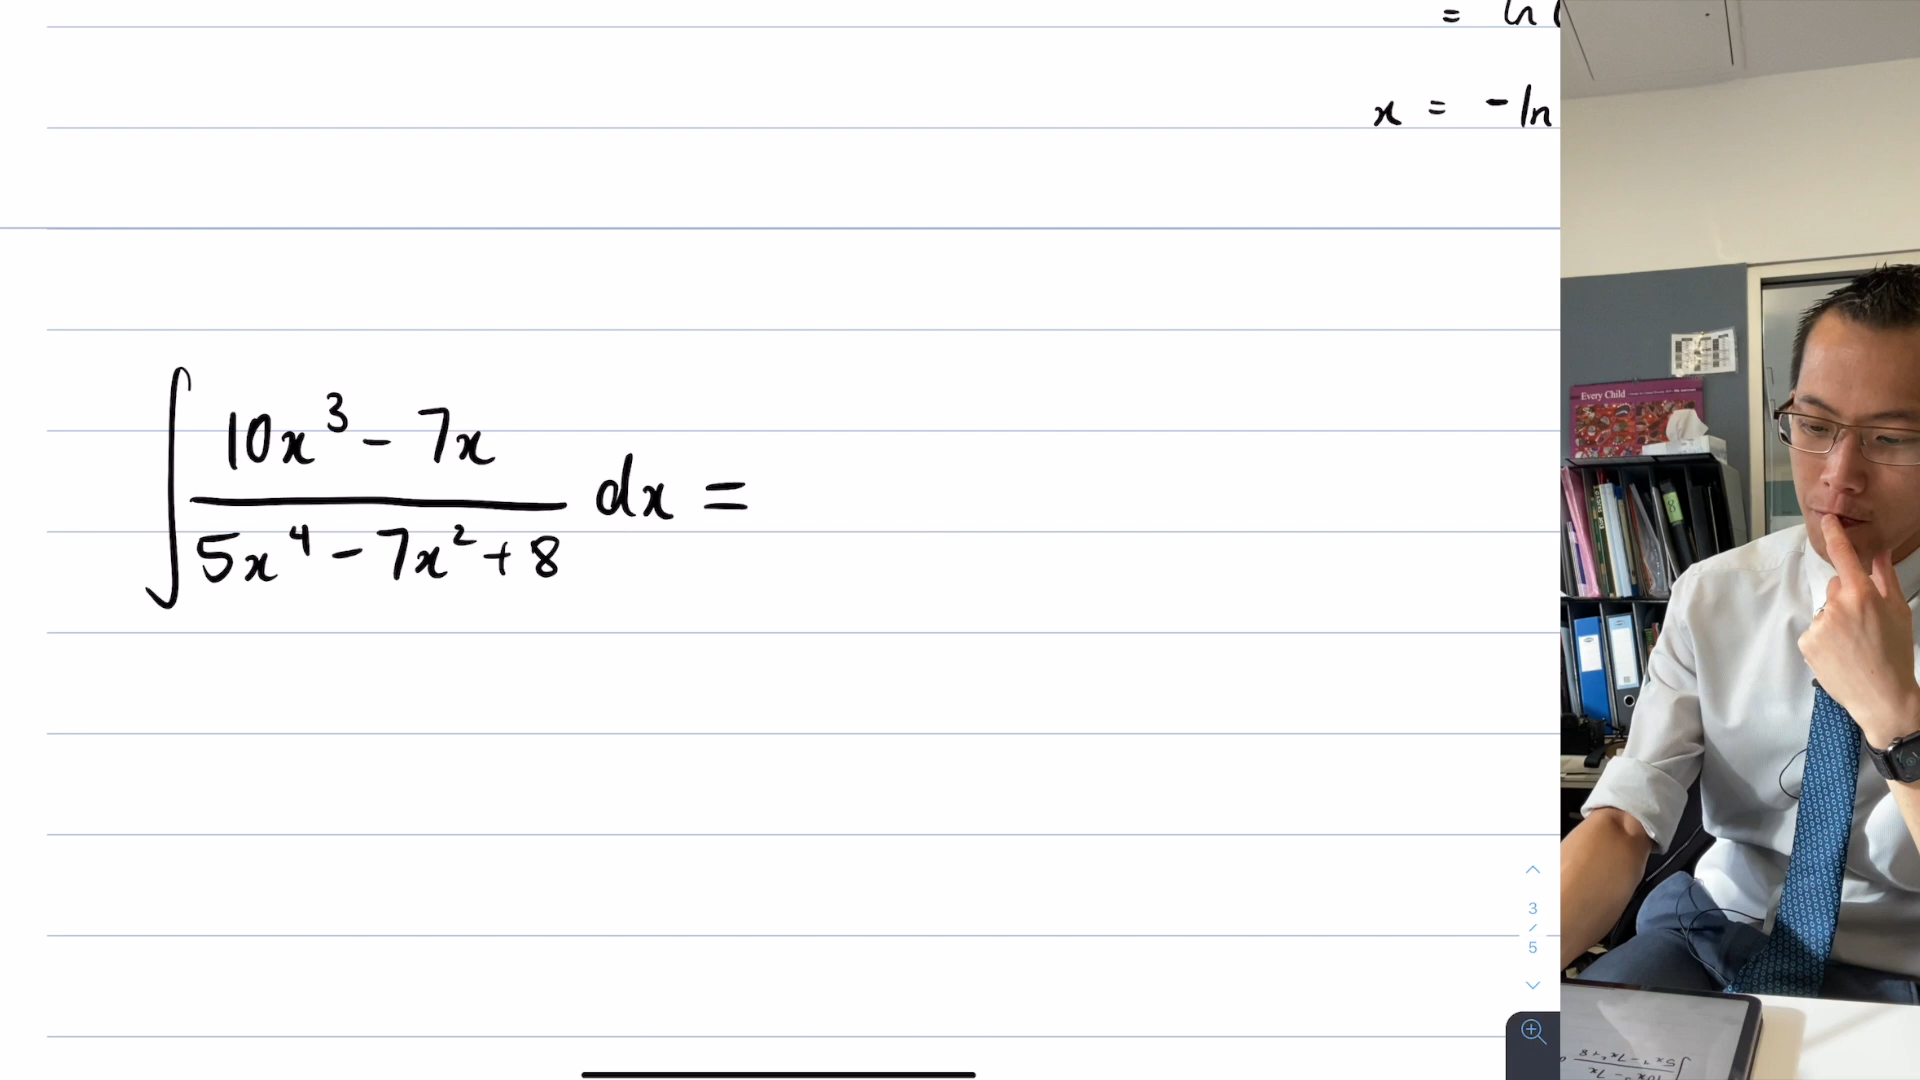 = ln
x = -ln
∫ (10x³ - 7x)/(5x⁴ - 7x² + 8) dx =
Every Child
3
/
5